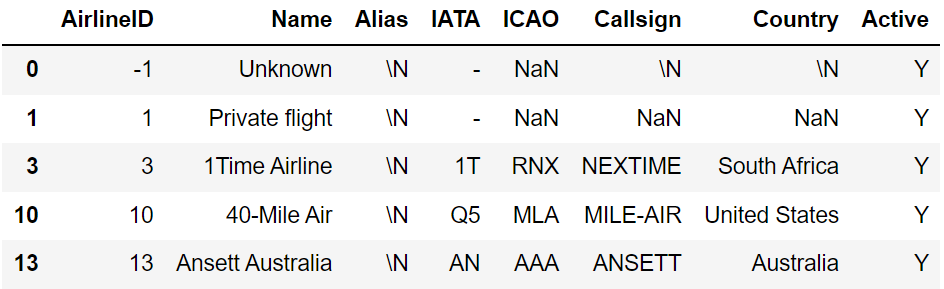 AirlineID Name Alias IATA ICAO Callsign Country Active
0 -1 Unknown \N - NaN \N \N Y
1 1 Private flight \N - NaN NaN NaN Y
3 3 1Time Airline \N 1T RNX NEXTIME South Africa Y
10 10 40-Mile Air \N Q5 MLA MILE-AIR United States Y
13 13 Ansett Australia \N AN AAA ANSETT Australia Y